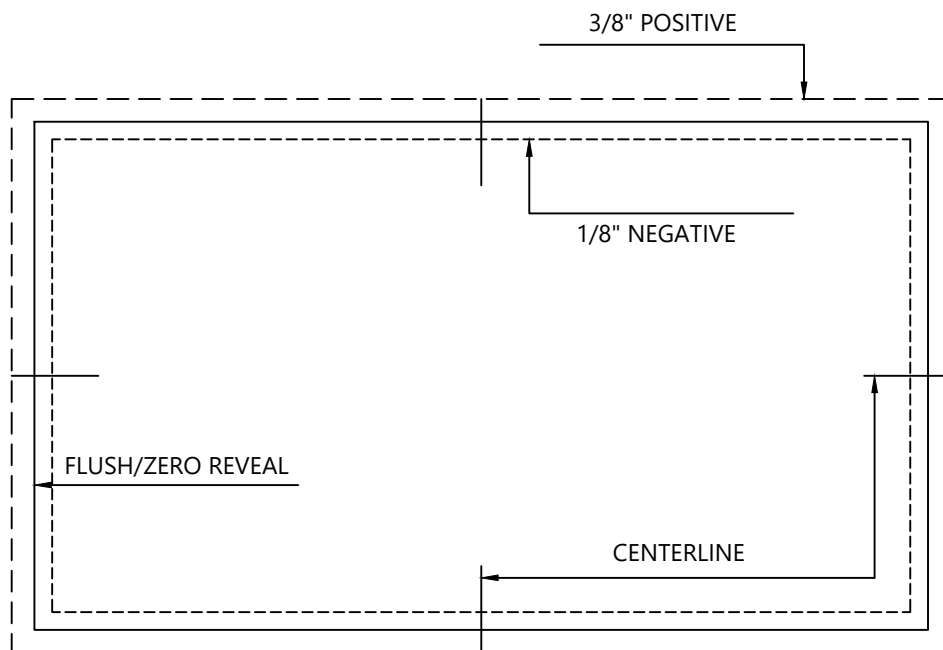 3/8" POSITIVE
1/8" NEGATIVE
FLUSH/ZERO REVEAL
CENTERLINE